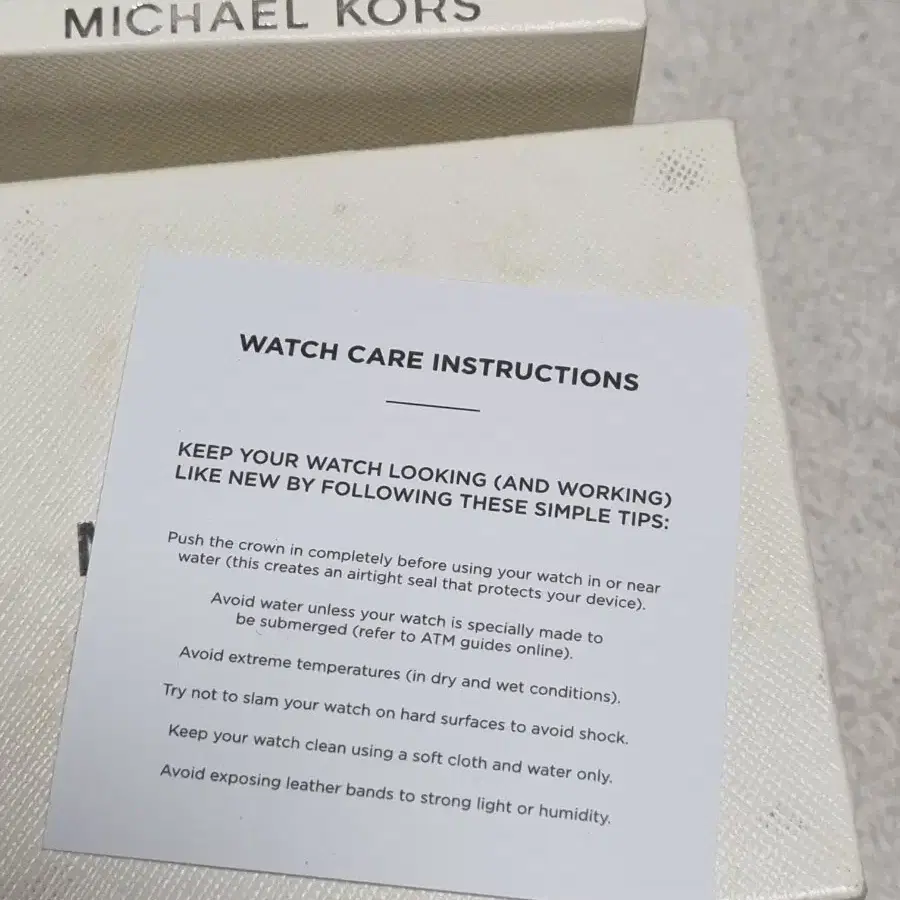 MICHAEL KORS
WATCH CARE INSTRUCTIONS
KEEP YOUR WATCH LOOKING (AND WORKING)
LIKE NEW BY FOLLOWING THESE SIMPLE TIPS:
Push the crown in completely before using your watch in or near
water (this creates an airtight seal that protects your device).
Avoid water unless your watch is specially made to
be submerged (refer to ATM guides online).
Avoid extreme temperatures (in dry and wet conditions).
Try not to slam your watch on hard surfaces to avoid shock.
Keep your watch clean using a soft cloth and water only.
Avoid exposing leather bands to strong light or humidity.